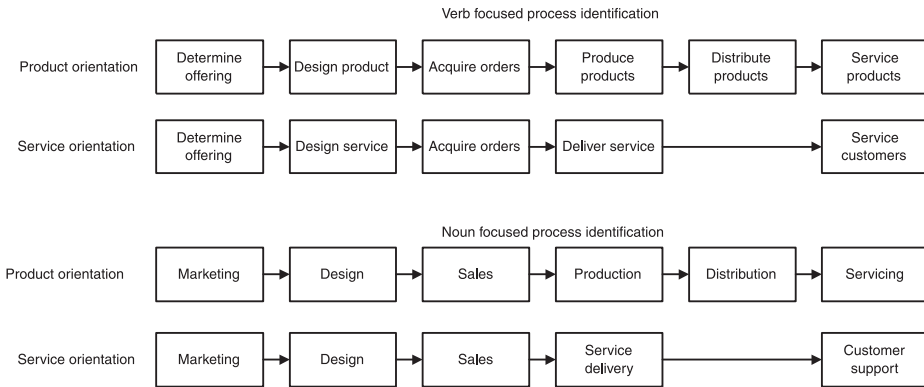 Verb focused process identification
Product orientation
Determine
offering
Design product
Acquire orders
Produce
products
Distribute
products
Service
products
Service orientation
Determine
offering
Design service
Acquire orders
Deliver service
Service
customers
Noun focused process identification
Product orientation
Marketing
Design
Sales
Production
Distribution
Servicing
Service orientation
Marketing
Design
Sales
Service
delivery
Customer
support